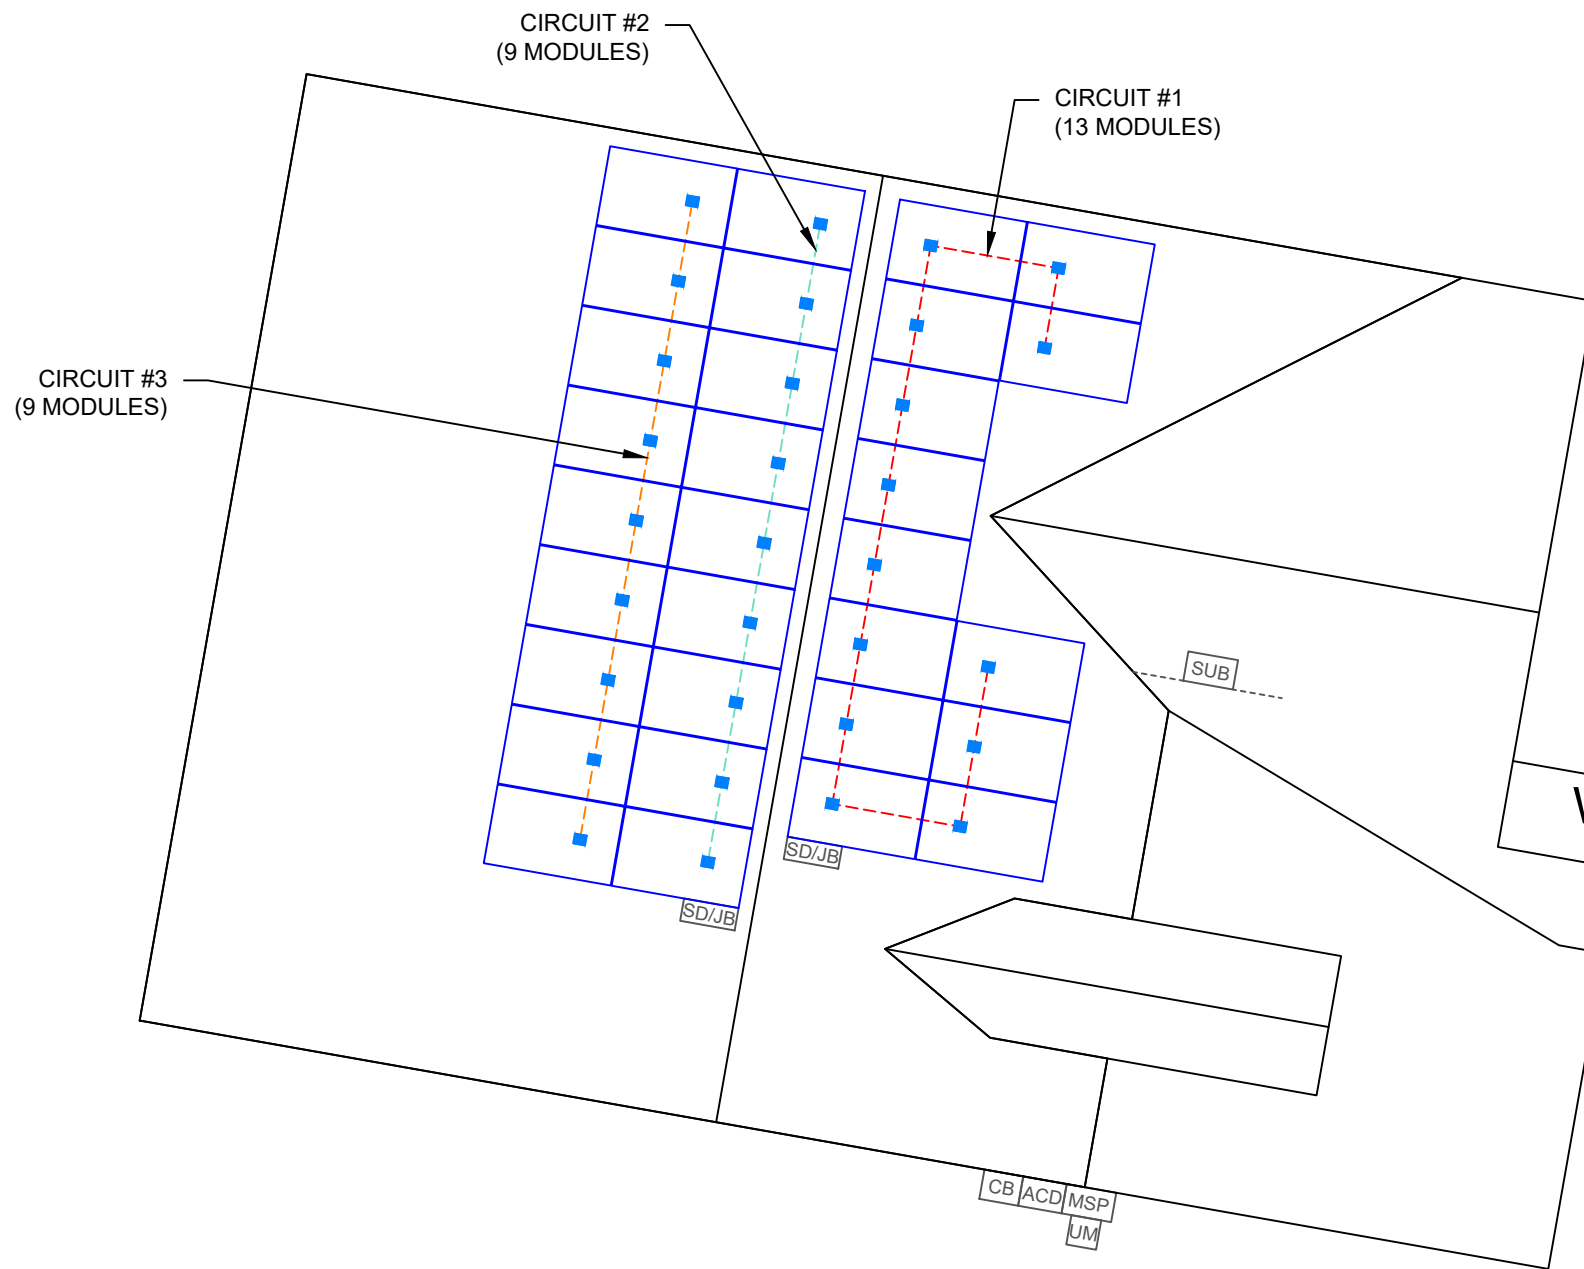 CIRCUIT #2
(9 MODULES)
CIRCUIT #1
(13 MODULES)
CIRCUIT #3
(9 MODULES)
SUB
SD/JB
SD/JB
CB
ACD
MSP
UM